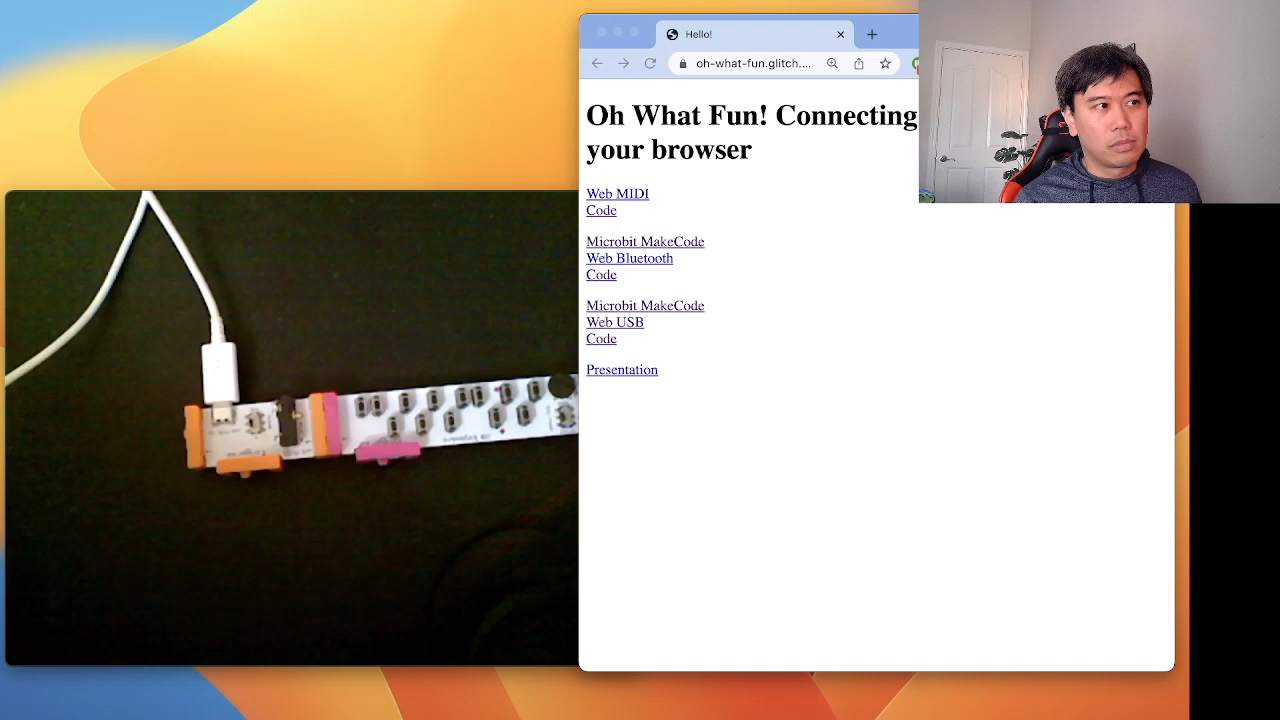 Hello!
oh-what-fun.glitch....
Oh What Fun! Connecting
your browser
Web MIDI
Code
Microbit MakeCode
Web Bluetooth
Code
Microbit MakeCode
Web USB
Code
Presentation